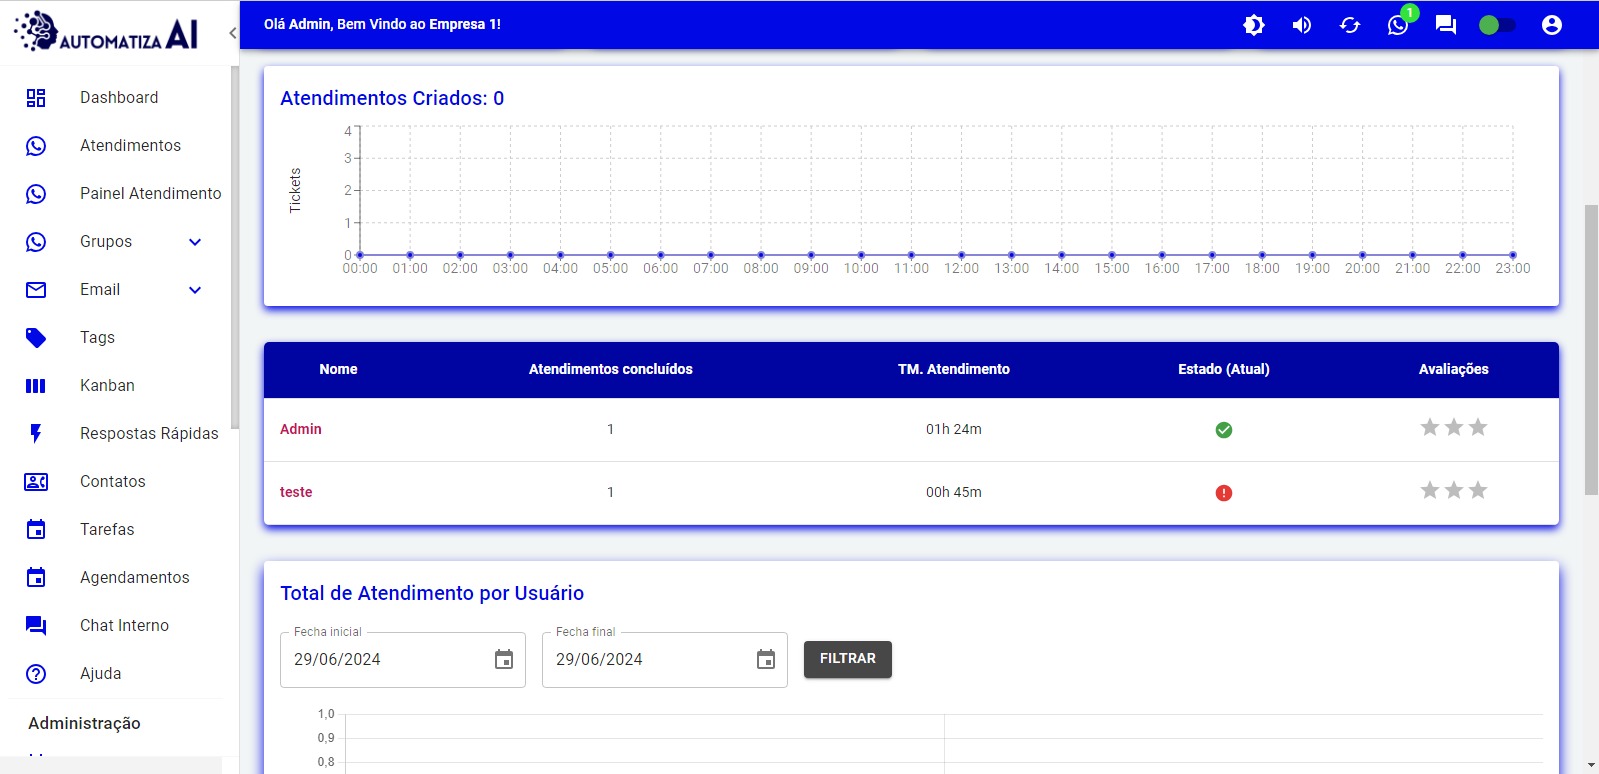 AUTOMATIZA AI
Olá Admin, Bem Vindo ao Empresa 1!
1
Dashboard
Atendimentos
Painel Atendimento
Grupos
Email
Tags
Kanban
Respostas Rápidas
Contatos
Tarefas
Agendamentos
Chat Interno
Ajuda
Administração
Atendimentos Criados: 0
Tickets
4
3
2
1
0
00:00 01:00 02:00 03:00 04:00 05:00 06:00 07:00 08:00 09:00 10:00 11:00 12:00 13:00 14:00 15:00 16:00 17:00 18:00 19:00 20:00 21:00 22:00 23:00
Nome Atendimentos concluídos TM. Atendimento Estado (Atual) Avaliações
Admin 1 01h 24m
teste 1 00h 45m
Total de Atendimento por Usuário
Fecha inicial Fecha final
29/06/2024 29/06/2024 FILTRAR
1,0
0,9
0,8